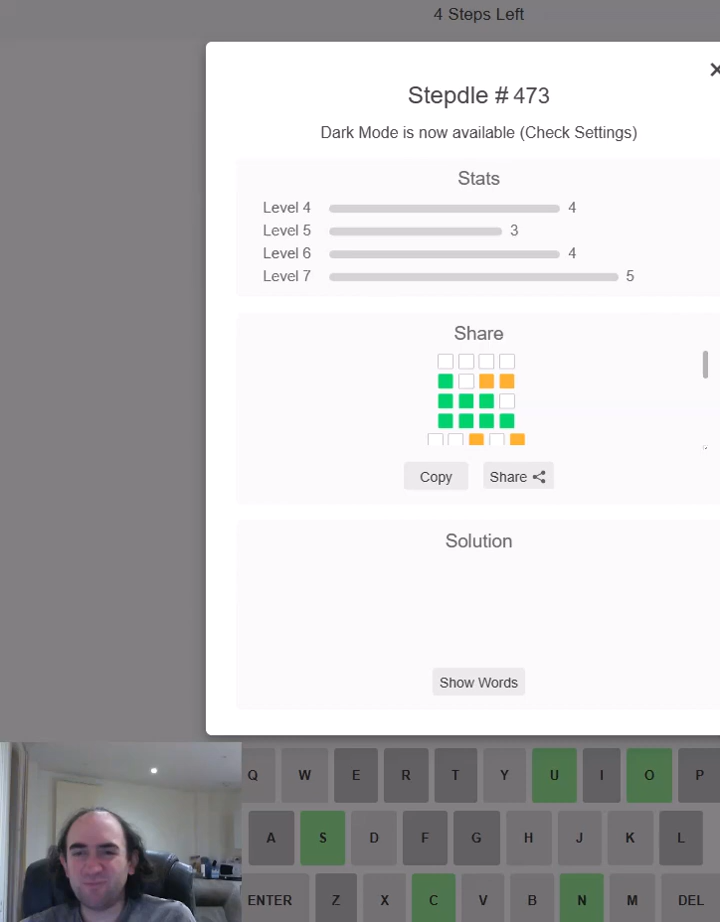 4 Steps Left
×
Stepdle # 473
Dark Mode is now available (Check Settings)
Stats
Level 4 4
Level 5 3
Level 6 4
Level 7 5
Share
Copy Share
Solution
Show Words
Q W E R T Y U I O P
A S D F G H J K L
ENTER Z X C V B N M DEL